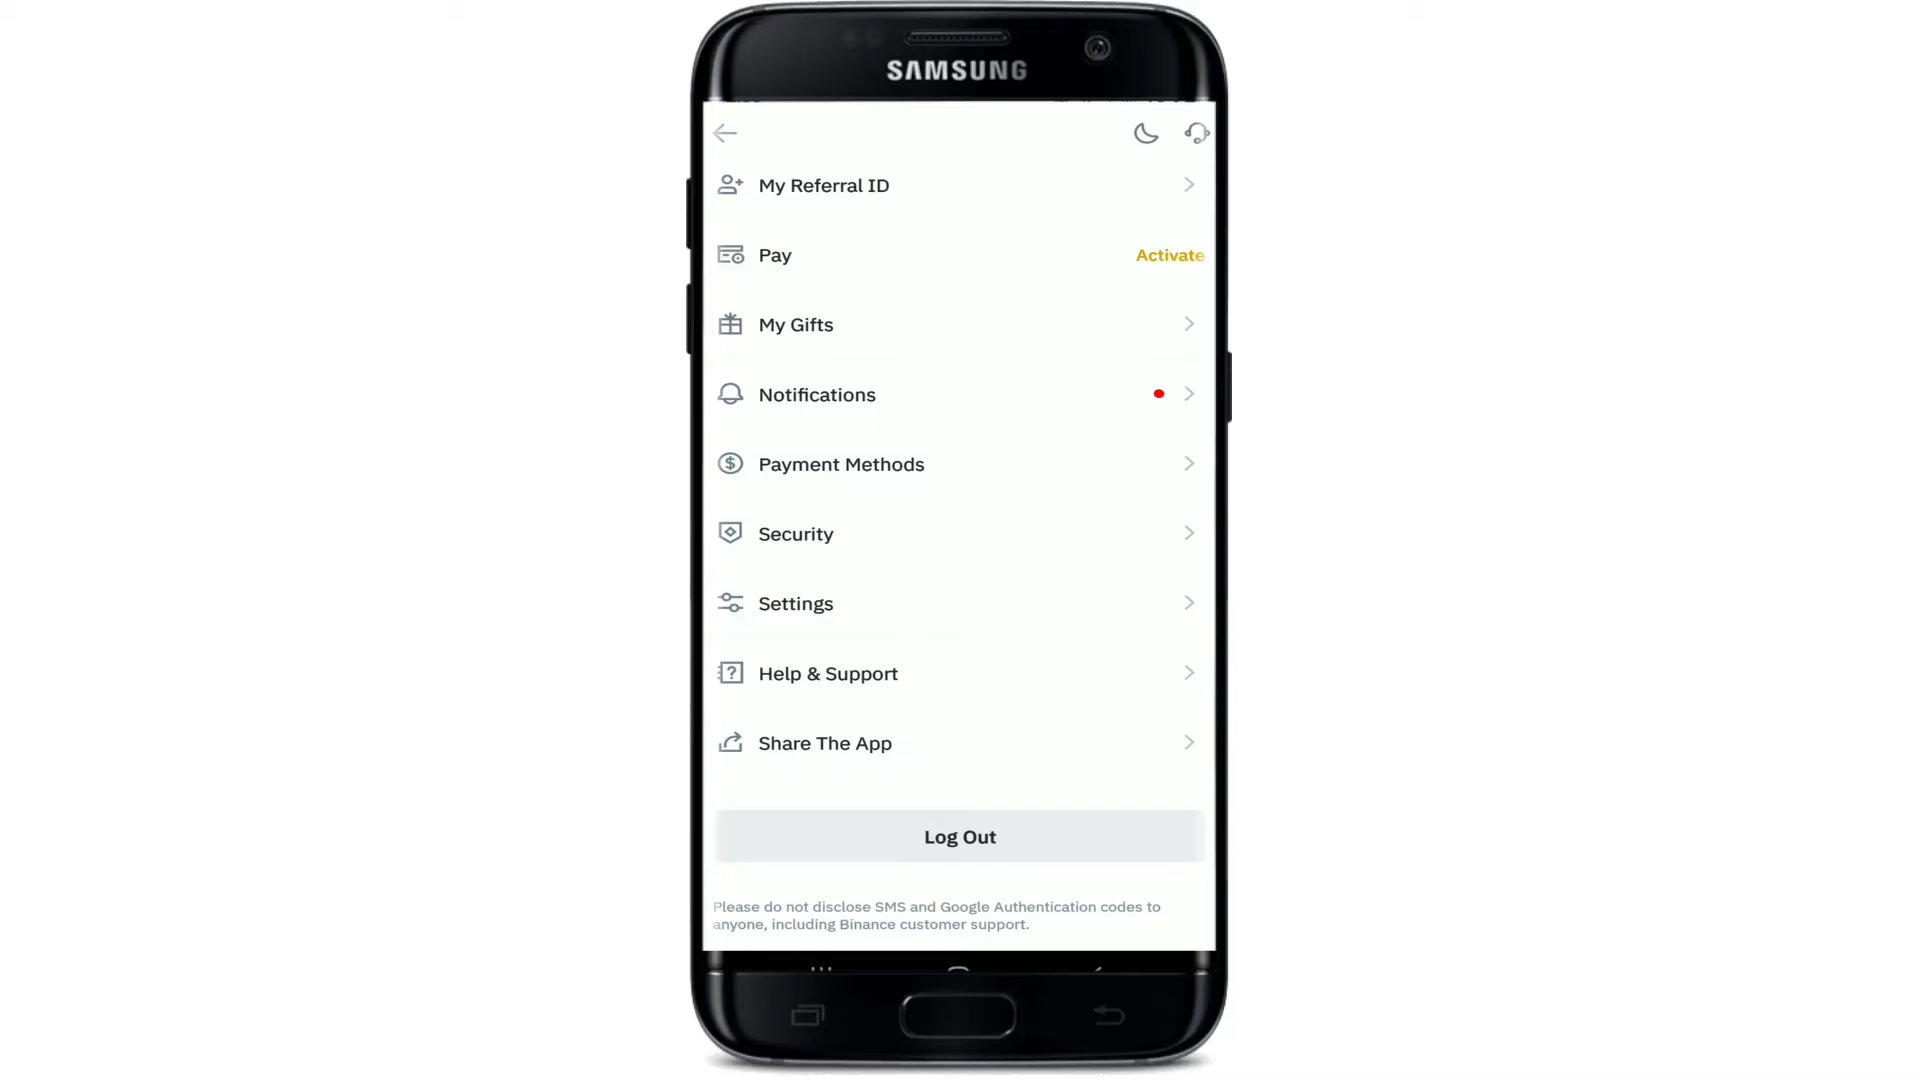 SAMSUNG
My Referral ID
Pay
Activate
My Gifts
Notifications
Payment Methods
Security
Settings
Help & Support
Share The App
Log Out
Please do not disclose SMS and Google Authentication codes to
anyone, including Binance customer support.